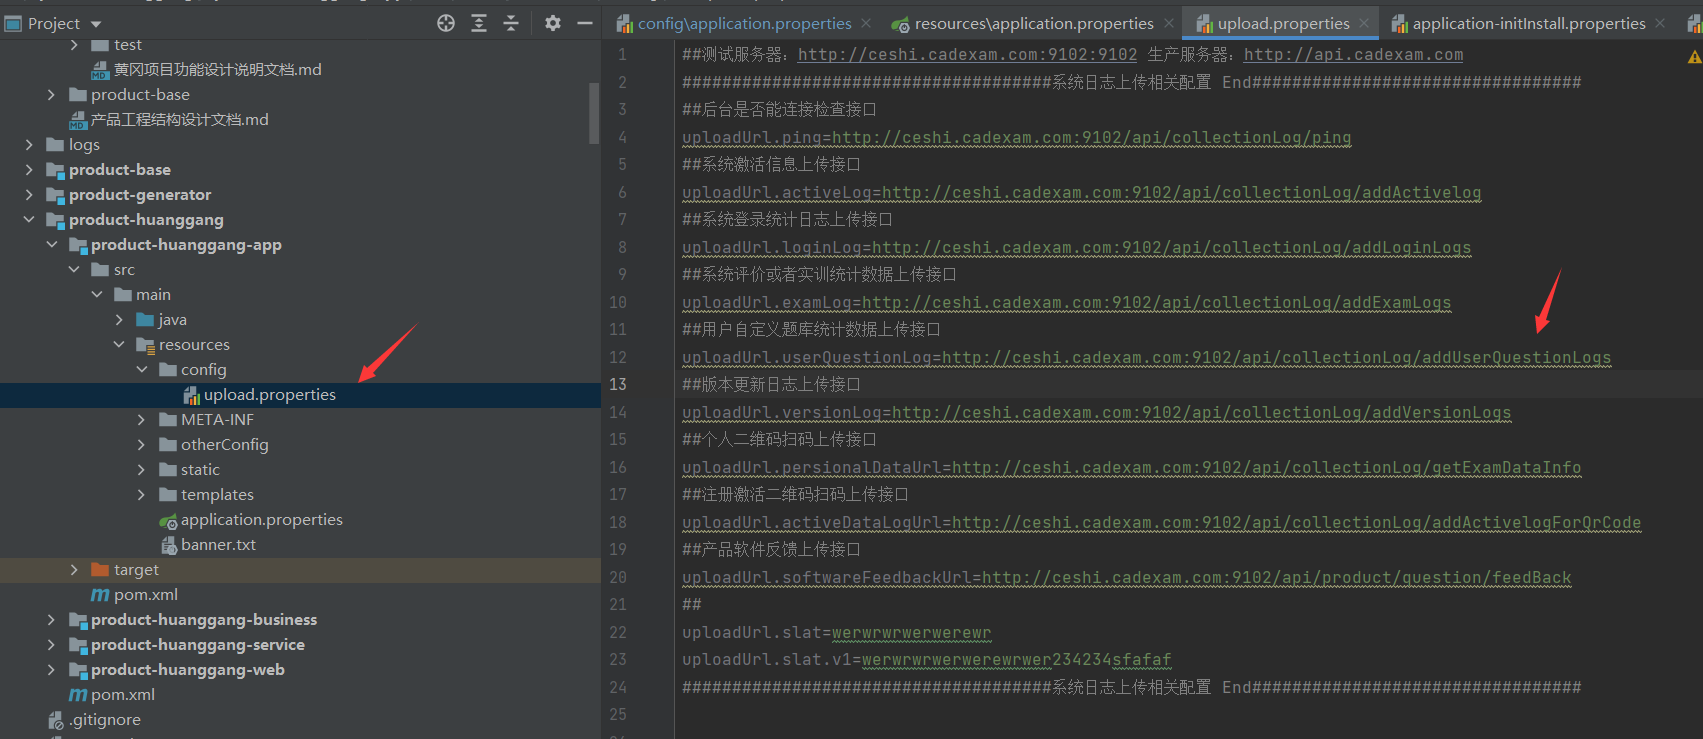 Project
config\application.properties
resources\application.properties
upload.properties
application-initInstall.properties
test
MD 黄冈项目功能设计说明文档.md
product-base
MD 产品工程结构设计文档.md
logs
product-base
product-generator
product-huanggang
product-huanggang-app
src
main
java
resources
config
upload.properties
META-INF
otherConfig
static
templates
application.properties
banner.txt
target
m pom.xml
product-huanggang-business
product-huanggang-service
product-huanggang-web
m pom.xml
.gitignore
1 ##测试服务器：http://ceshi.cadexam.com:9102:9102 生产服务器：http://api.cadexam.com
2 #####################################系统日志上传相关配置 End#################################
3 ##后台是否能连接检查接口
4 uploadUrl.ping=http://ceshi.cadexam.com:9102/api/collectionLog/ping
5 ##系统激活信息上传接口
6 uploadUrl.activeLog=http://ceshi.cadexam.com:9102/api/collectionLog/addActivelog
7 ##系统登录统计日志上传接口
8 uploadUrl.loginLog=http://ceshi.cadexam.com:9102/api/collectionLog/addLoginLogs
9 ##系统评价或者实训统计数据上传接口
10 uploadUrl.examLog=http://ceshi.cadexam.com:9102/api/collectionLog/addExamLogs
11 ##用户自定义题库统计数据上传接口
12 uploadUrl.userQuestionLog=http://ceshi.cadexam.com:9102/api/collectionLog/addUserQuestionLogs
13 ##版本更新日志上传接口
14 uploadUrl.versionLog=http://ceshi.cadexam.com:9102/api/collectionLog/addVersionLogs
15 ##个人二维码扫码上传接口
16 uploadUrl.persionalDataUrl=http://ceshi.cadexam.com:9102/api/collectionLog/getExamDataInfo
17 ##注册激活二维码扫码上传接口
18 uploadUrl.activeDataLogUrl=http://ceshi.cadexam.com:9102/api/collectionLog/addActivelogForQrCode
19 ##产品软件反馈上传接口
20 uploadUrl.softwareFeedbackUrl=http://ceshi.cadexam.com:9102/api/product/question/feedBack
21 ##
22 uploadUrl.slat=werwrwrwerwerewr
23 uploadUrl.slat.v1=werwrwrwerwerewrwer234234sfafaf
24 #####################################系统日志上传相关配置 End#################################
25